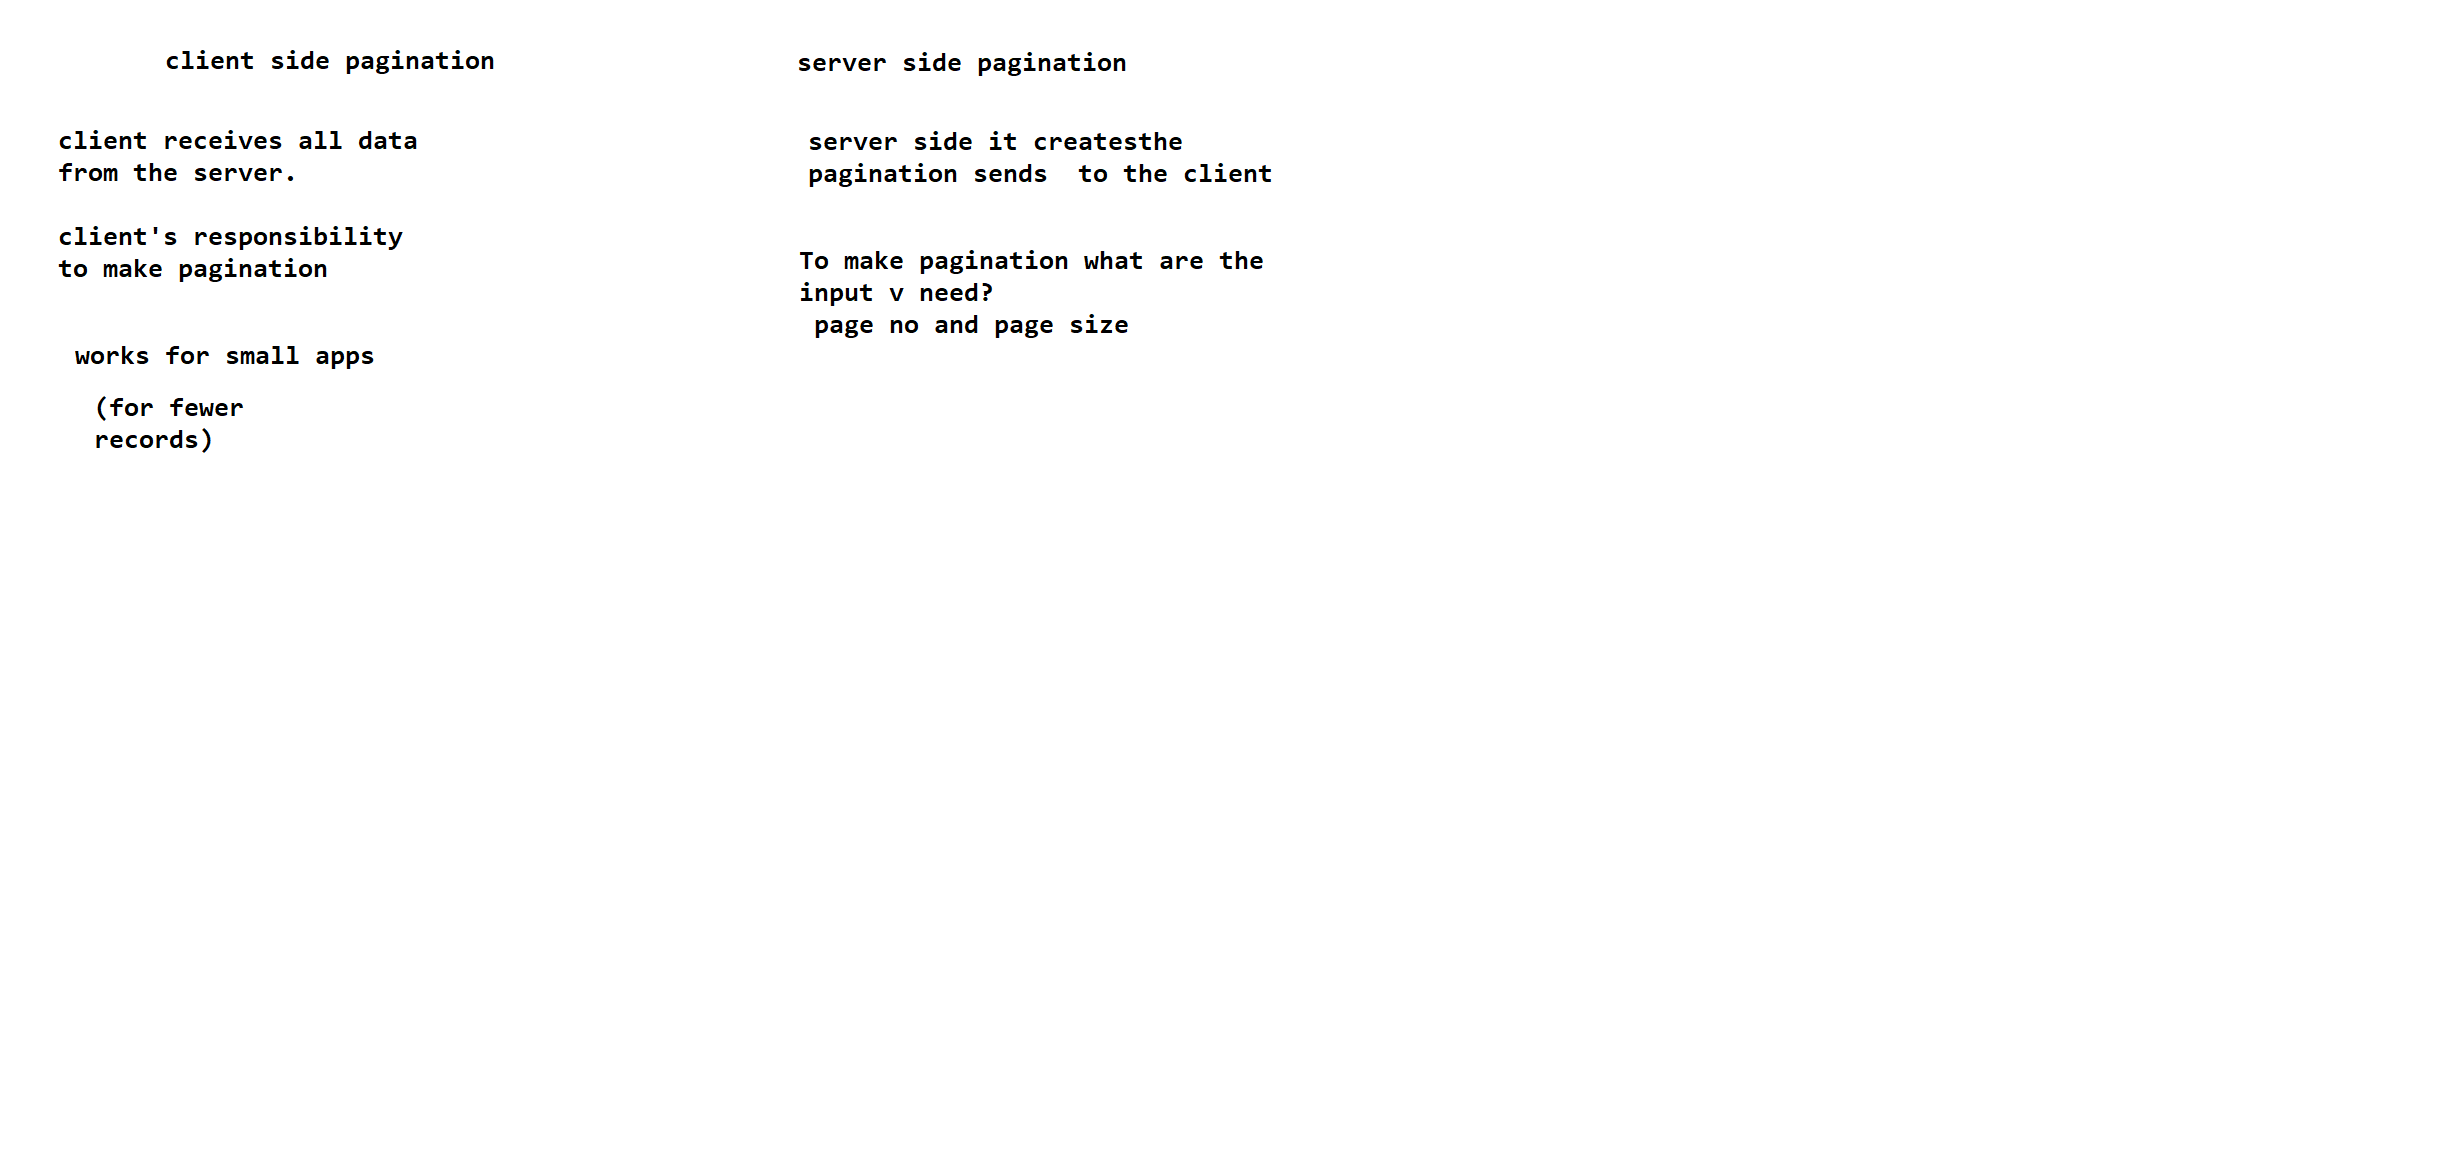 client side pagination
client receives all data
from the server.
client's responsibility
to make pagination
works for small apps
(for fewer
records)
server side pagination
server side it createsthe
pagination sends  to the client
To make pagination what are the
input v need?
page no and page size